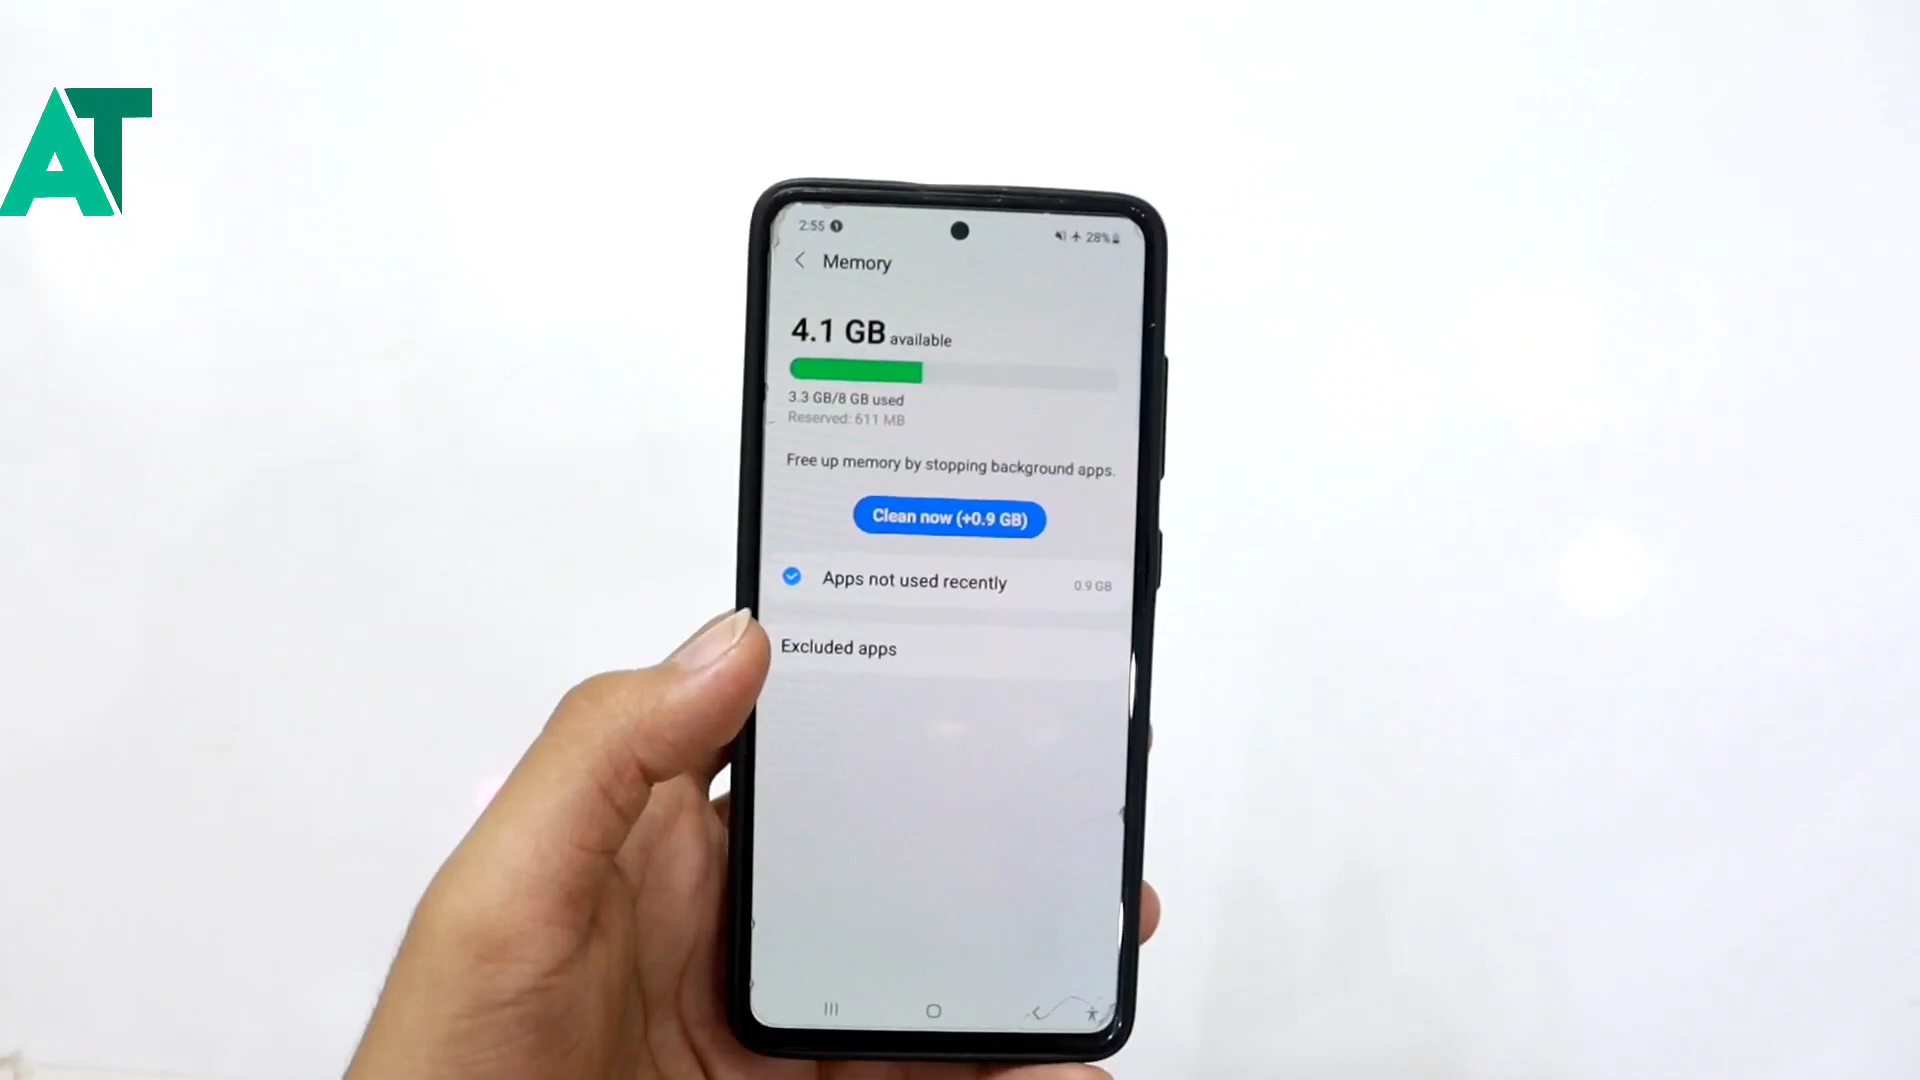 AT
2:55
28%
Memory
4.1 GB available
3.3 GB/8 GB used
Reserved: 611 MB
Free up memory by stopping background apps.
Clean now (+0.9 GB)
Apps not used recently 0.9 GB
Excluded apps